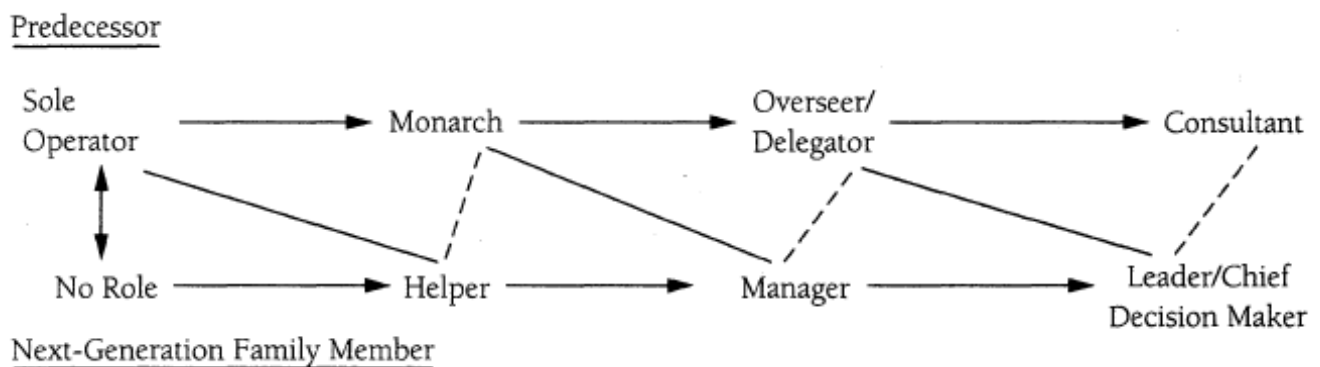 Predecessor
Sole
Operator
Monarch
Overseer/
Delegator
Consultant
No Role
Helper
Manager
Leader/Chief
Decision Maker
Next-Generation Family Member